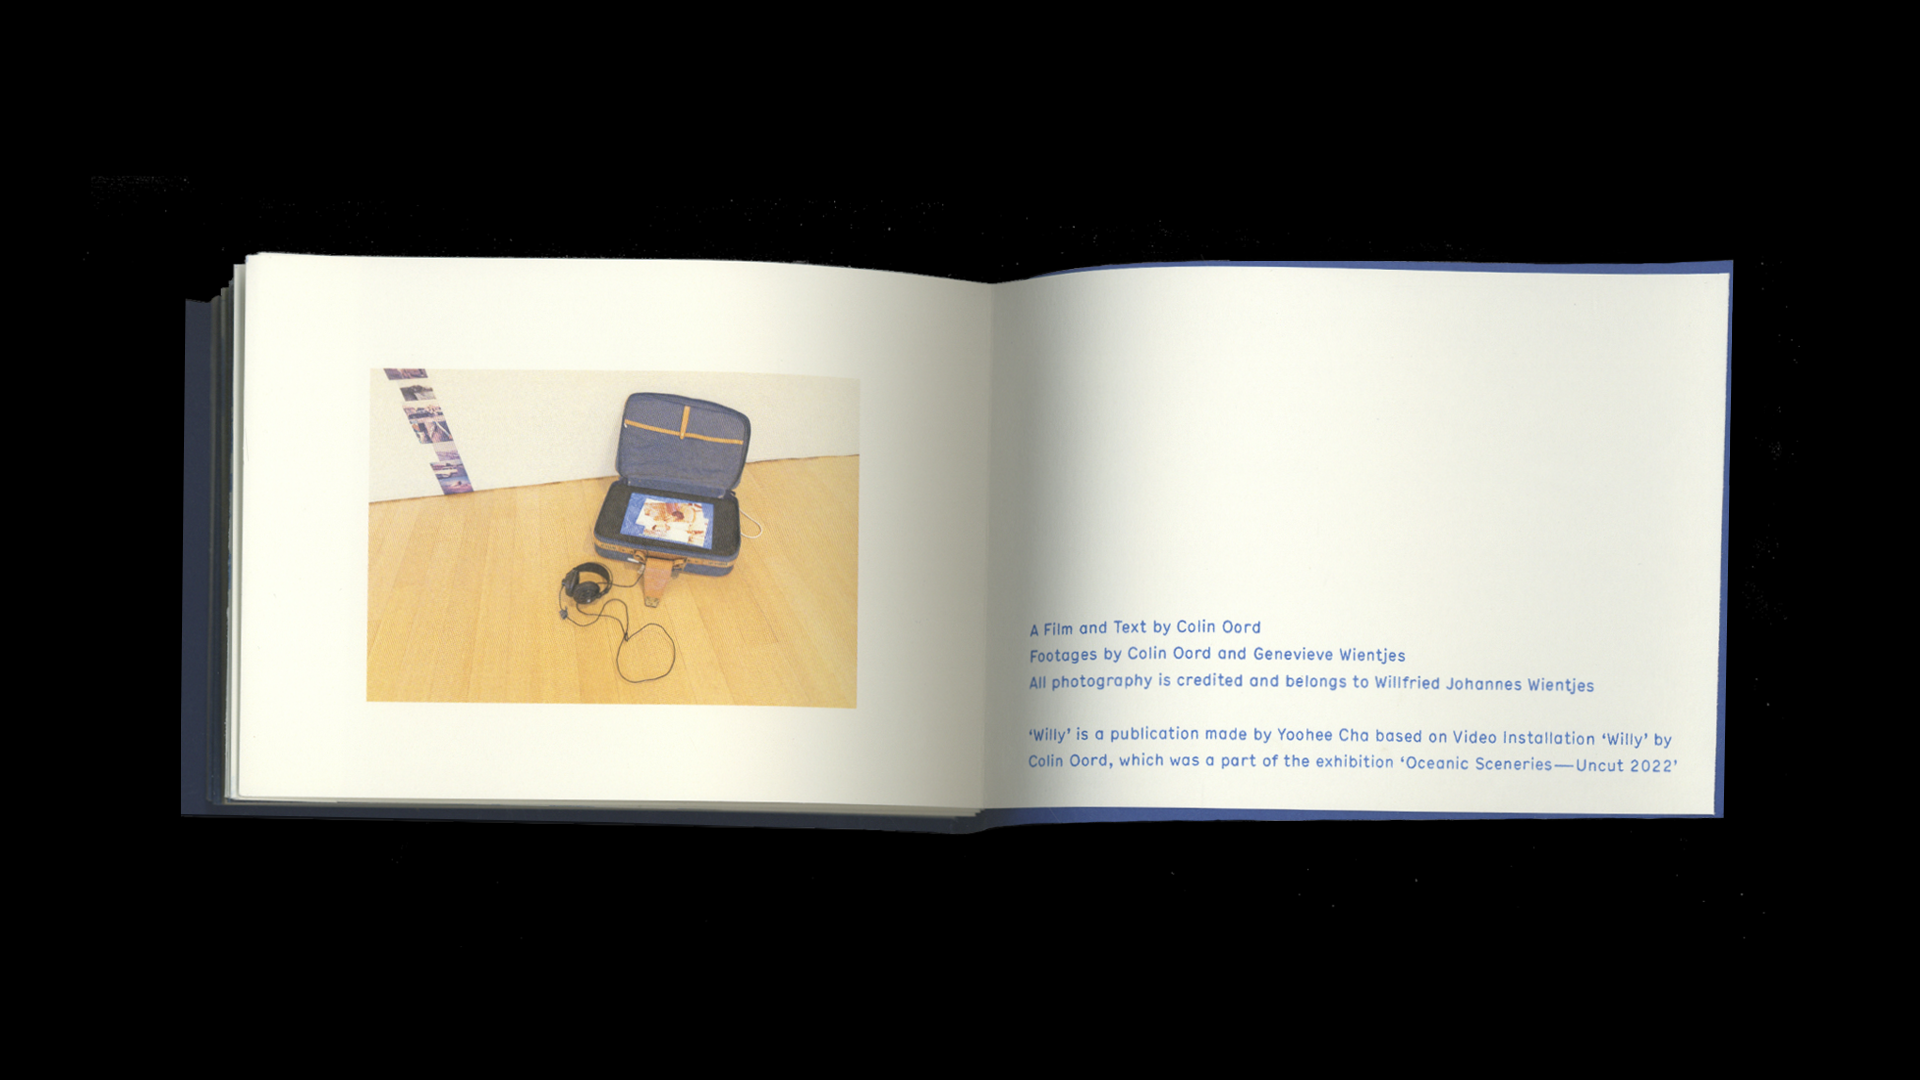 A Film and Text by Colin Oord
Footages by Colin Oord and Genevieve Wientjes
All photography is credited and belongs to Willfried Johannes Wientjes
‘Willy’ is a publication made by Yoohee Cha based on Video Installation ‘Willy’ by
Colin Oord, which was a part of the exhibition ‘Oceanic Sceneries—Uncut 2022’